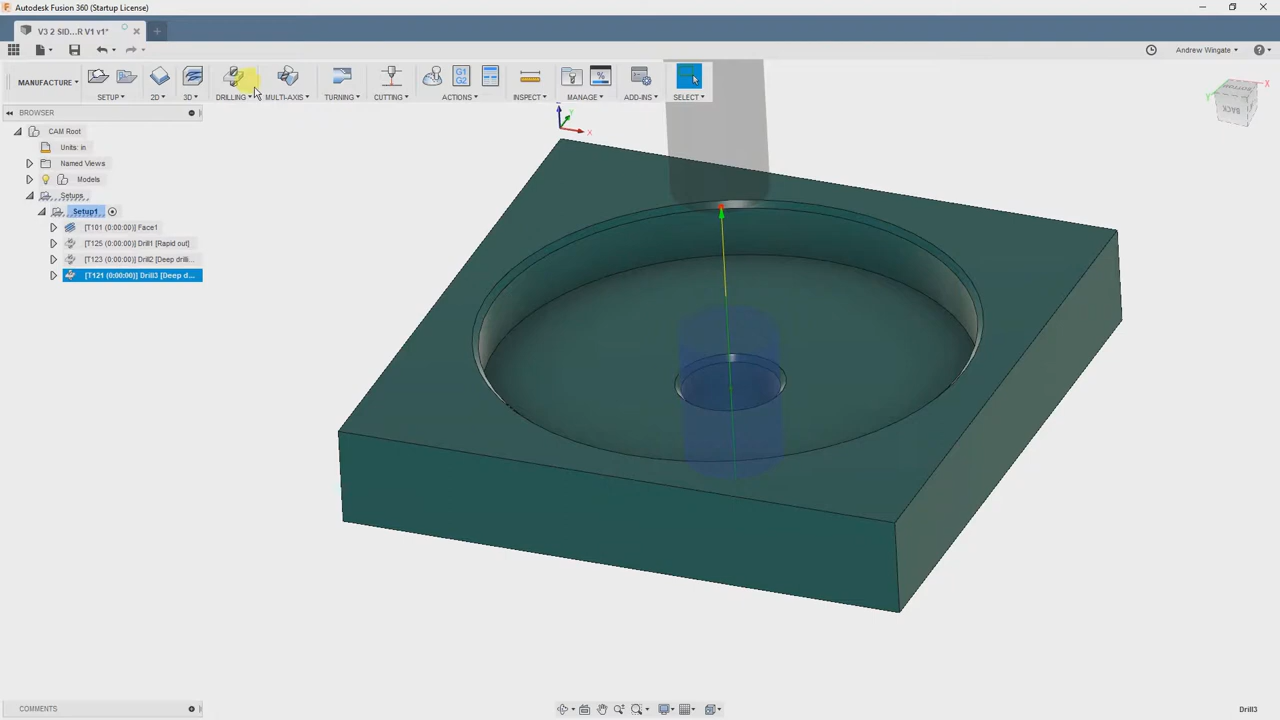 Autodesk Fusion 360 (Startup License)
V3 2 SID...R V1 v1*
Andrew Wingate
MANUFACTURE
G1
G2
SETUP
2D
3D
DRILLING
MULTI-AXIS
TURNING
CUTTING
ACTIONS
INSPECT
MANAGE
ADD-INS
SELECT
BROWSER
CAM Root
Units: in
Named Views
Models
Setups
Setup1
[T101 (0:00:00)] Face1
[T125 (0:00:00)] Drill1 [Rapid out]
[T123 (0:00:00)] Drill2 [Deep drilli...
[T121 (0:00:00)] Drill3 [Deep d...
X
X
Y
BACK
COMMENTS
Drill3